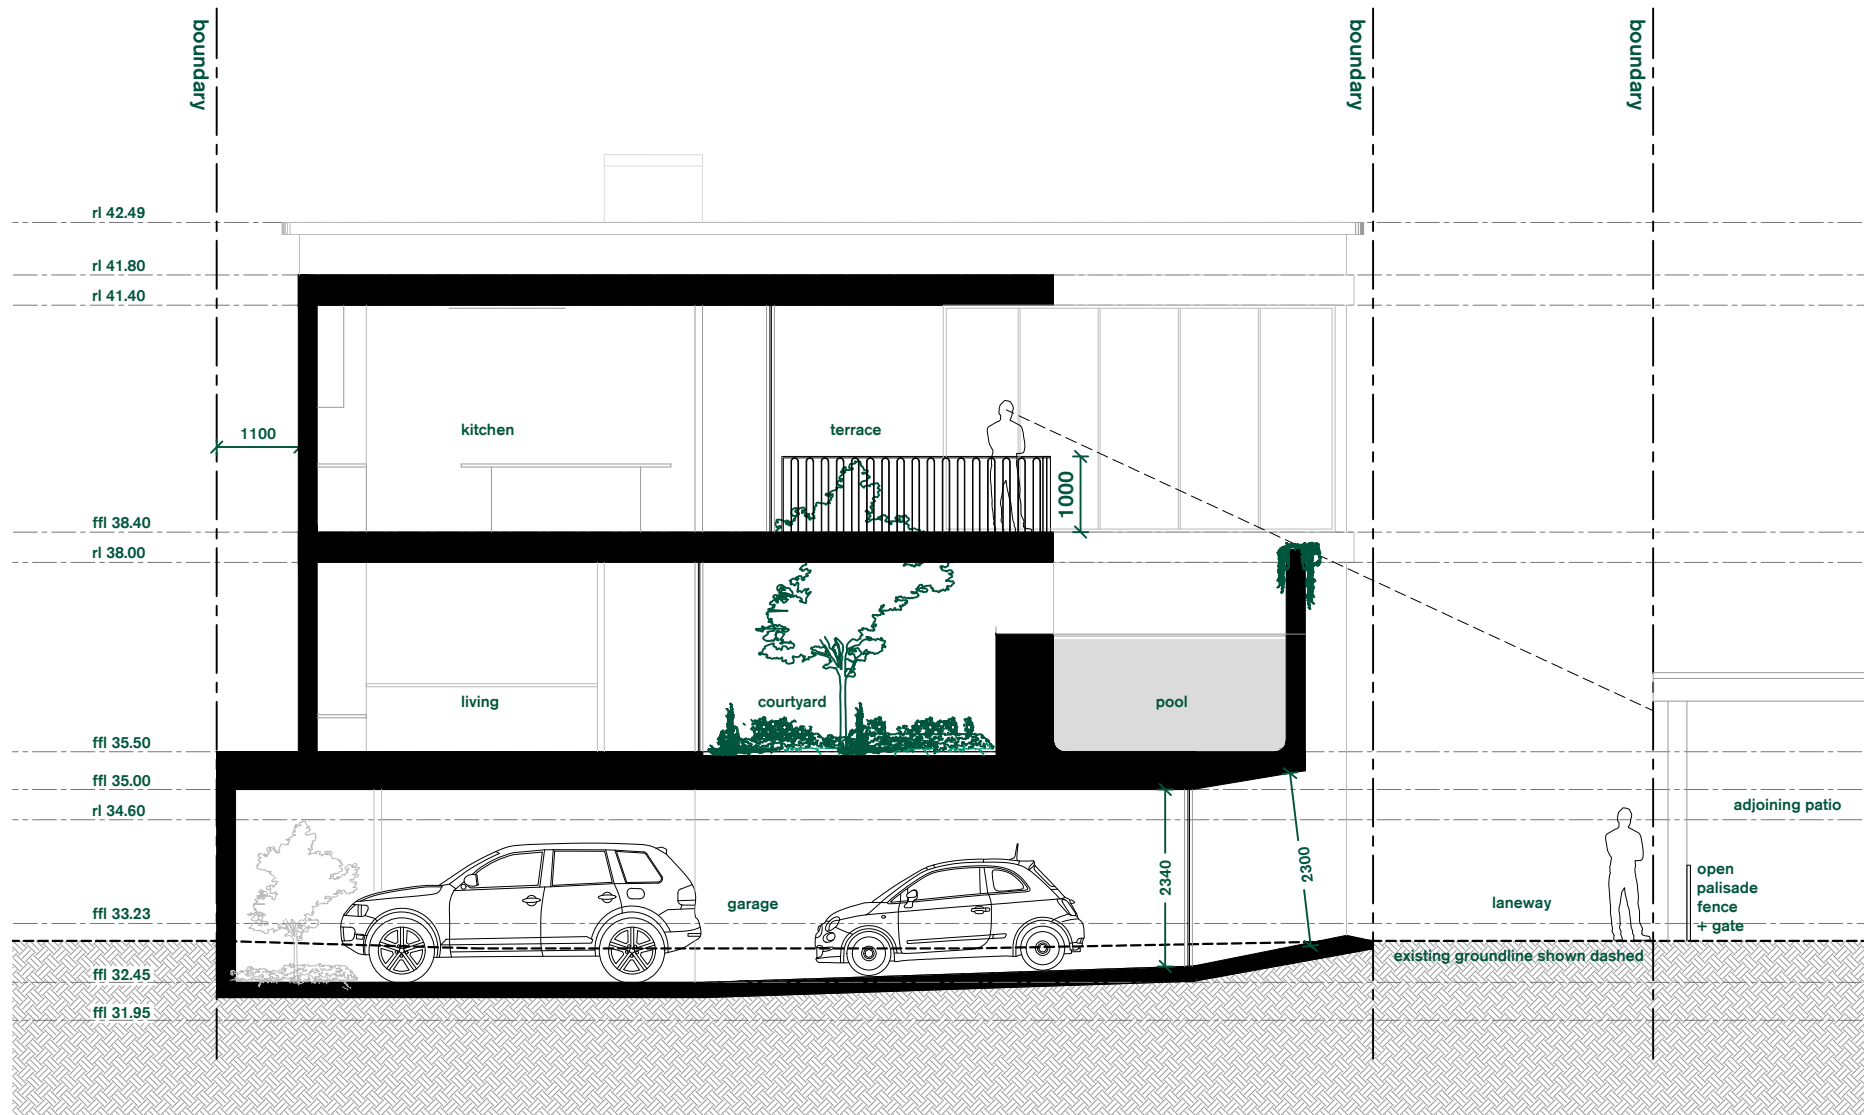 boundary
boundary
boundary
rl 42.49
rl 41.80
rl 41.40
1100
kitchen
terrace
1000
ffl 38.40
rl 38.00
living
courtyard
pool
ffl 35.50
ffl 35.00
rl 34.60
adjoining patio
2340
2300
open
palisade
fence
+ gate
garage
laneway
ffl 33.23
existing groundline shown dashed
ffl 32.45
ffl 31.95